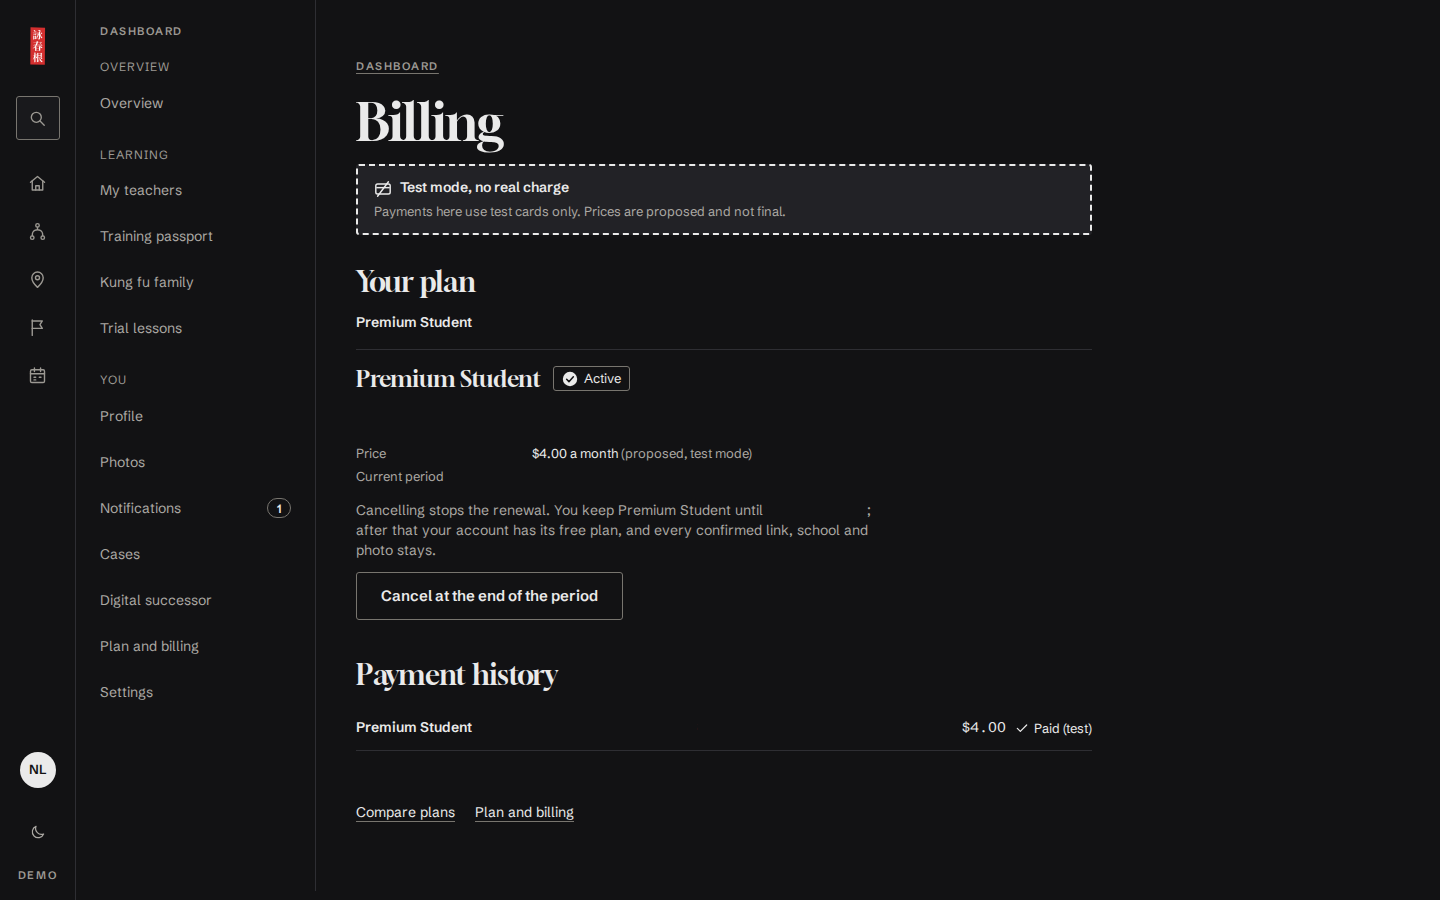 詠春根
DASHBOARD
OVERVIEW
Overview
LEARNING
My teachers
Training passport
Kung fu family
Trial lessons
YOU
Profile
Photos
Notifications 1
Cases
Digital successor
Plan and billing
Settings
NL
DEMO
DASHBOARD
Billing
Test mode, no real charge
Payments here use test cards only. Prices are proposed and not final.
Your plan
Premium Student
Premium Student Active
Price $4.00 a month (proposed, test mode)
Current period
Cancelling stops the renewal. You keep Premium Student until ;
after that your account has its free plan, and every confirmed link, school and
photo stays.
Cancel at the end of the period
Payment history
Premium Student $4.00 Paid (test)
Compare plans Plan and billing